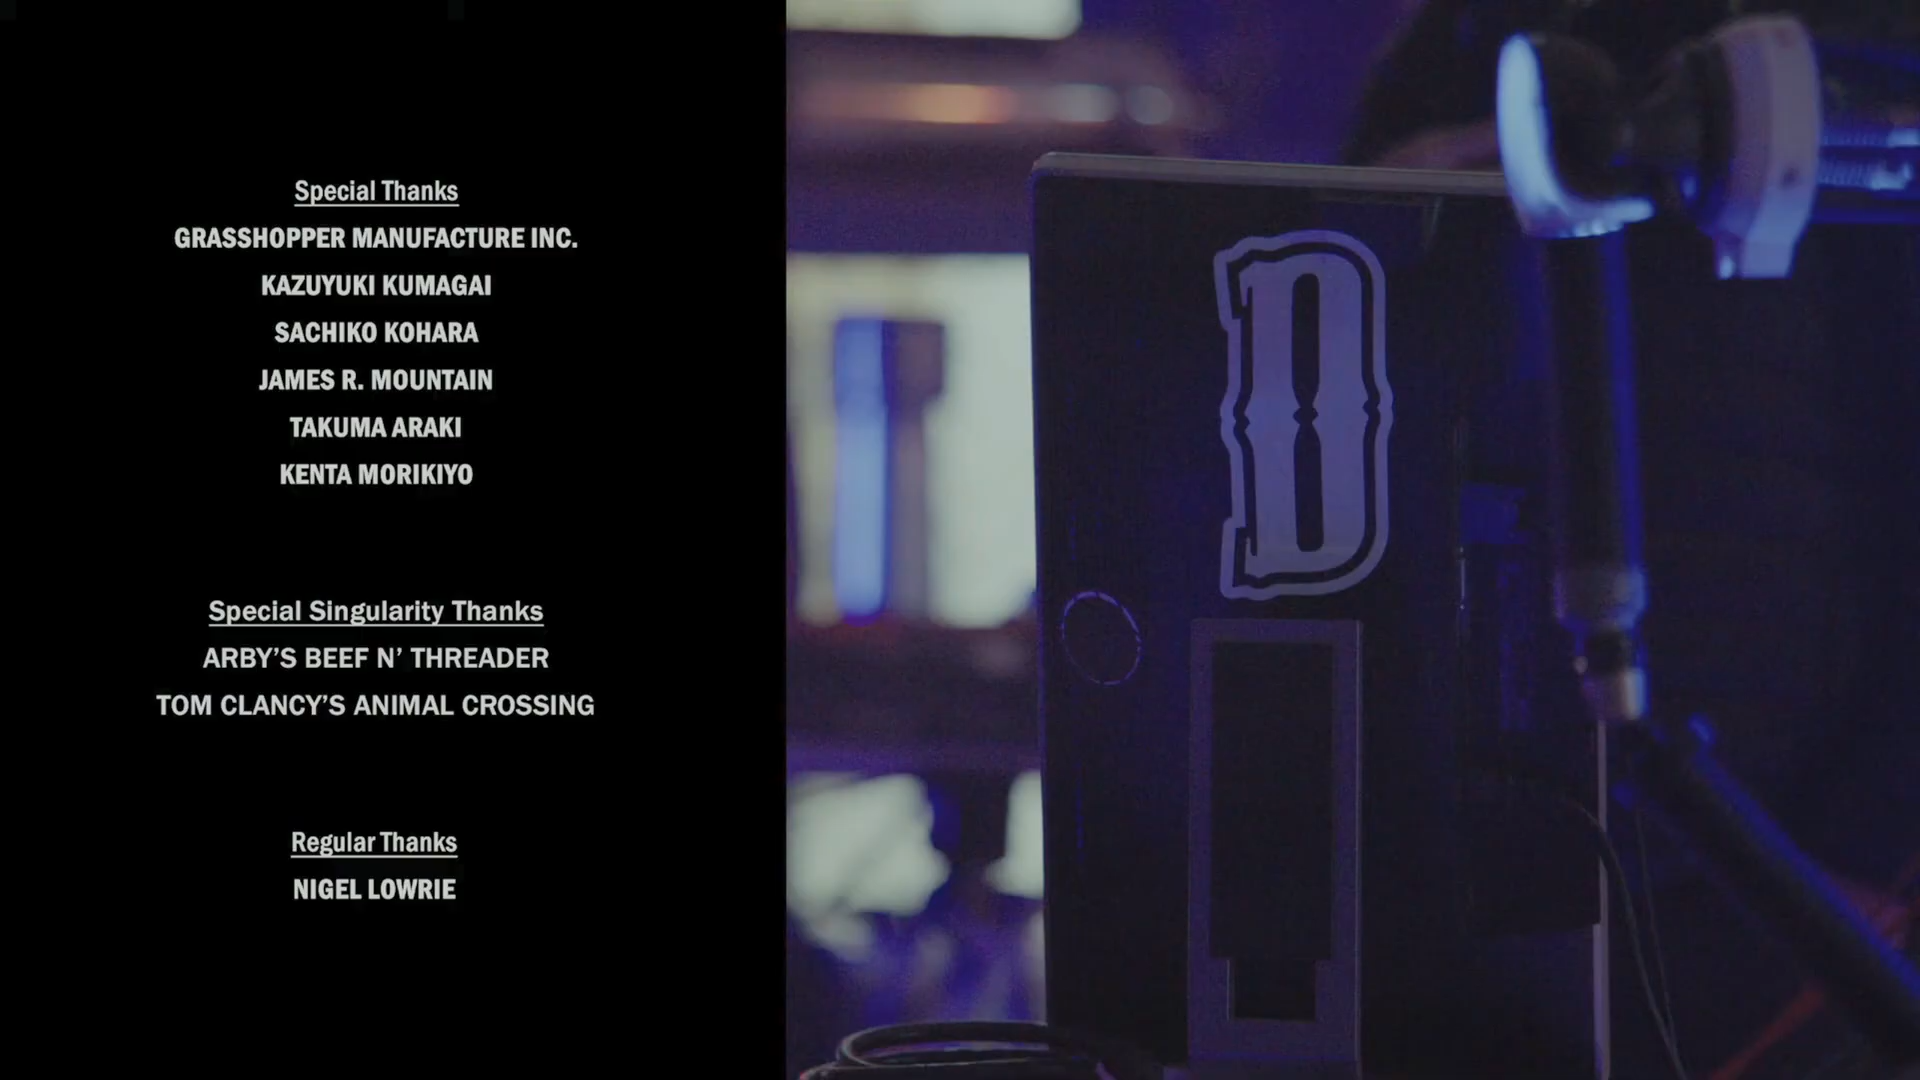 Special Thanks
GRASSHOPPER MANUFACTURE INC.
KAZUYUKI KUMAGAI
SACHIKO KOHARA
JAMES R. MOUNTAIN
TAKUMA ARAKI
KENTA MORIKIYO
Special Singularity Thanks
ARBY'S BEEF N' THREADER
TOM CLANCY'S ANIMAL CROSSING
Regular Thanks
NIGEL LOWRIE
D